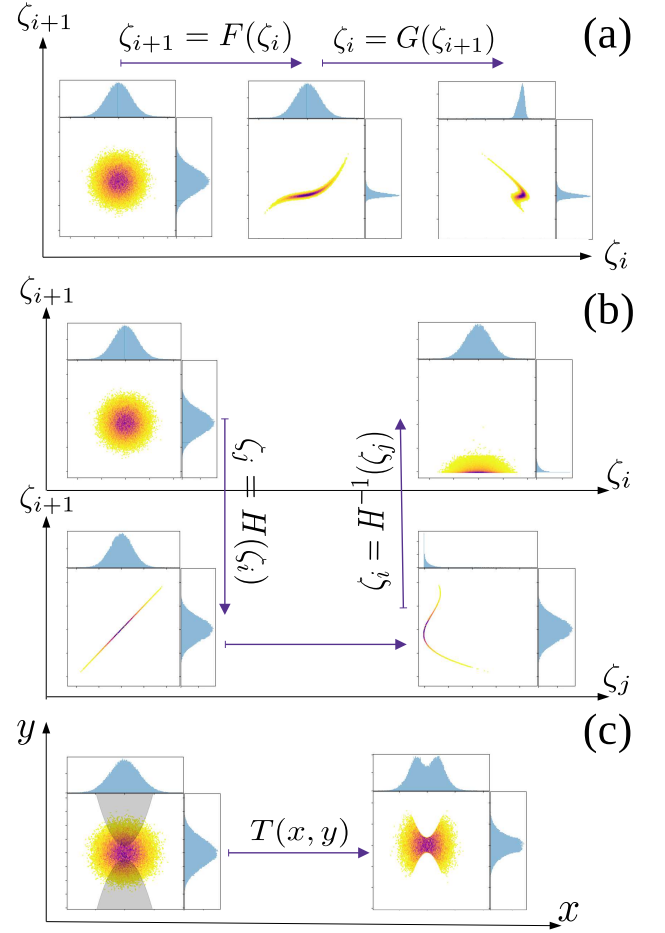 ζ_{i+1}
ζ_{i+1} = F(ζ_i)
ζ_i = G(ζ_{i+1})
(a)
ζ_i
ζ_{i+1}
(b)
ζ_j = H(ζ_i)
ζ_i = H^{-1}(ζ_j)
ζ_i
ζ_{i+1}
ζ_j
y
(c)
T(x, y)
x